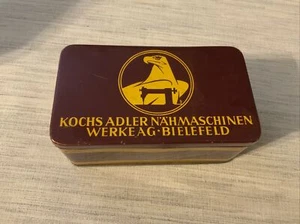 KOCHS ADLER NÄHMASCHINEN
WERKE AG·BIELEFELD